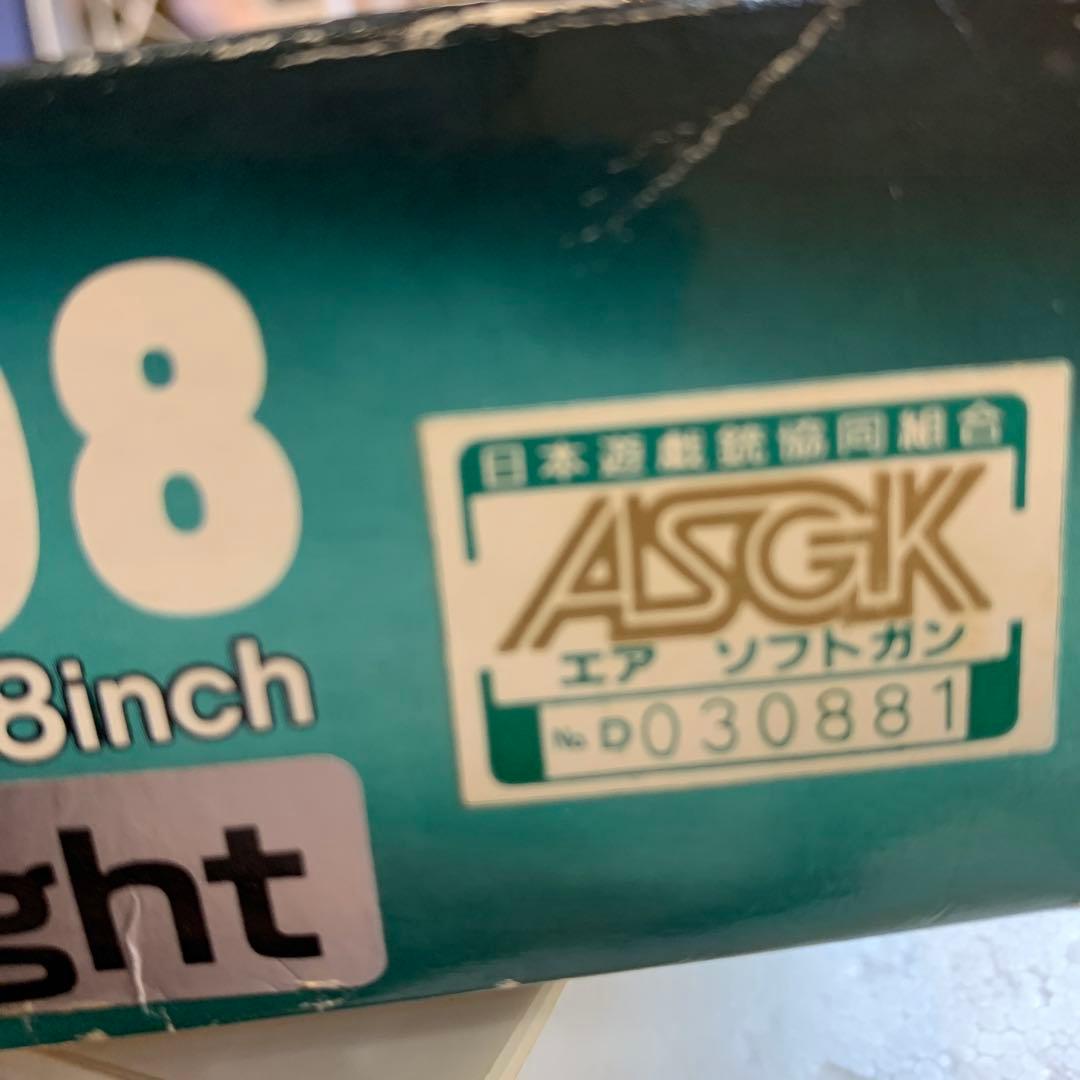 08
8inch
ght
日本遊戯銃協同組合
ASGK
エア ソフトガン
No D030881